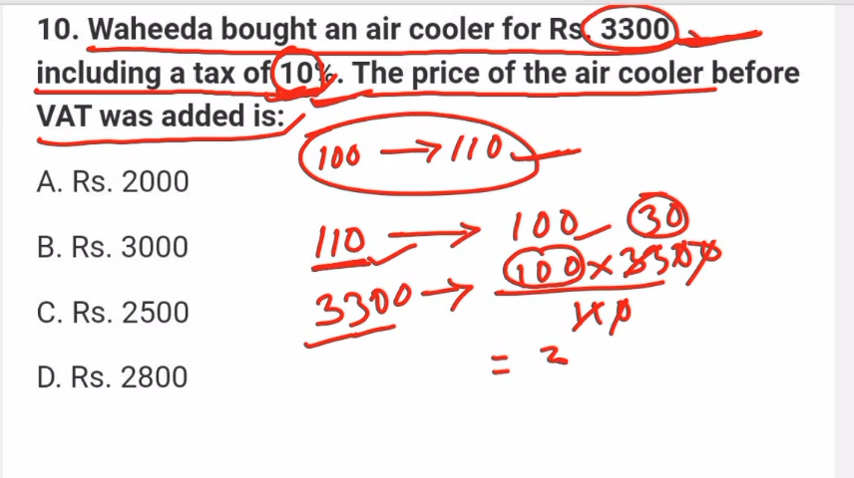 10. Waheeda bought an air cooler for Rs. 3300
including a tax of 10%. The price of the air cooler before
VAT was added is:
100 → 110
A. Rs. 2000
110 → 100 30
B. Rs. 3000
3300 → 100 × 3300
110
C. Rs. 2500
=
D. Rs. 2800